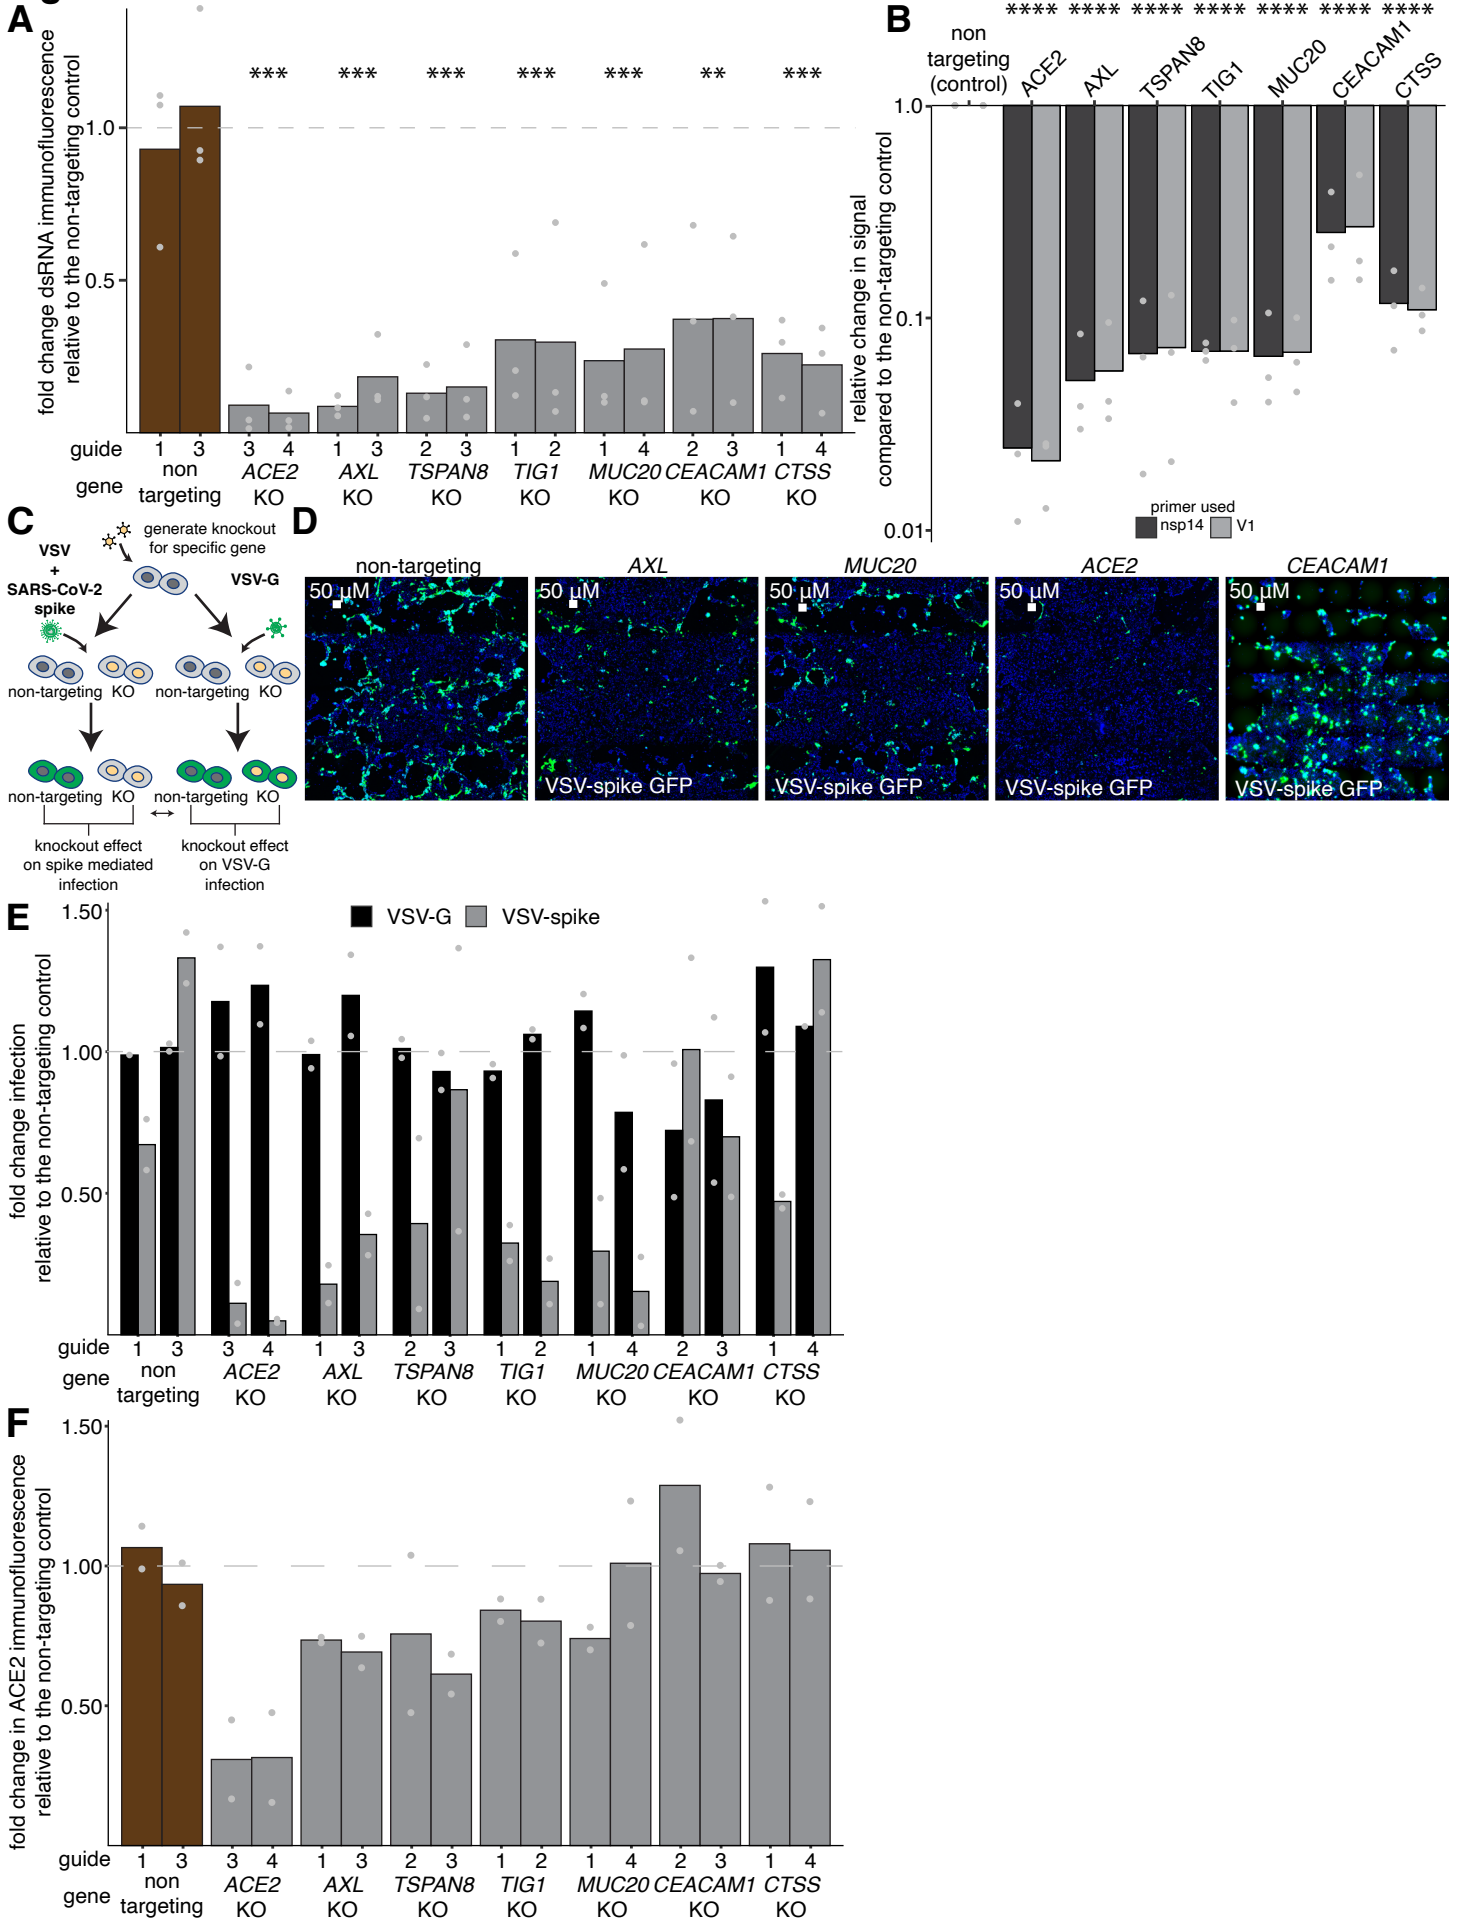 A
fold change dsRNA immunofluorescence
relative to the non-targeting control
1.0
0.5
*** *** *** *** *** ** ***
guide 1 3 3 4 1 3 2 3 1 2 1 4 2 3 1 4
gene non targeting ACE2 KO AXL KO TSPAN8 KO TIG1 KO MUC20 KO CEACAM1 KO CTSS KO
B
**** **** **** **** **** **** ****
non
targeting
(control)
ACE2
AXL
TSPAN8
TIG1
MUC20
CEACAM1
CTSS
relative change in signal
compared to the non-targeting control
1.0
0.1
0.01
primer used
nsp14 V1
C
generate knockout
for specific gene
VSV
+
SARS-CoV-2
spike
VSV-G
non-targeting KO non-targeting KO
non-targeting KO non-targeting KO
knockout effect
on spike mediated
infection
knockout effect
on VSV-G
infection
D
non-targeting AXL MUC20 ACE2 CEACAM1
50 µM 50 µM 50 µM 50 µM 50 µM
VSV-spike GFP VSV-spike GFP VSV-spike GFP VSV-spike GFP
E
VSV-G VSV-spike
fold change infection
relative to the non-targeting control
1.50
1.00
0.50
guide 1 3 3 4 1 3 2 3 1 2 1 4 2 3 1 4
gene non targeting ACE2 KO AXL KO TSPAN8 KO TIG1 KO MUC20 KO CEACAM1 KO CTSS KO
F
fold change in ACE2 immunofluorescence
relative to the non-targeting control
1.50
1.00
0.50
guide 1 3 3 4 1 3 2 3 1 2 1 4 2 3 1 4
gene non targeting ACE2 KO AXL KO TSPAN8 KO TIG1 KO MUC20 KO CEACAM1 KO CTSS KO